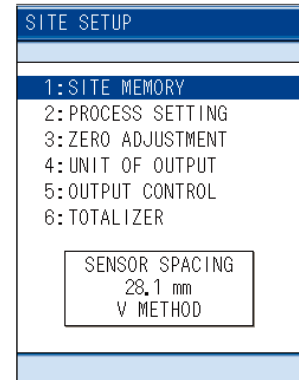 SITE SETUP
1:SITE MEMORY
2:PROCESS SETTING
3:ZERO ADJUSTMENT
4:UNIT OF OUTPUT
5:OUTPUT CONTROL
6:TOTALIZER
SENSOR SPACING
28.1 mm
V METHOD